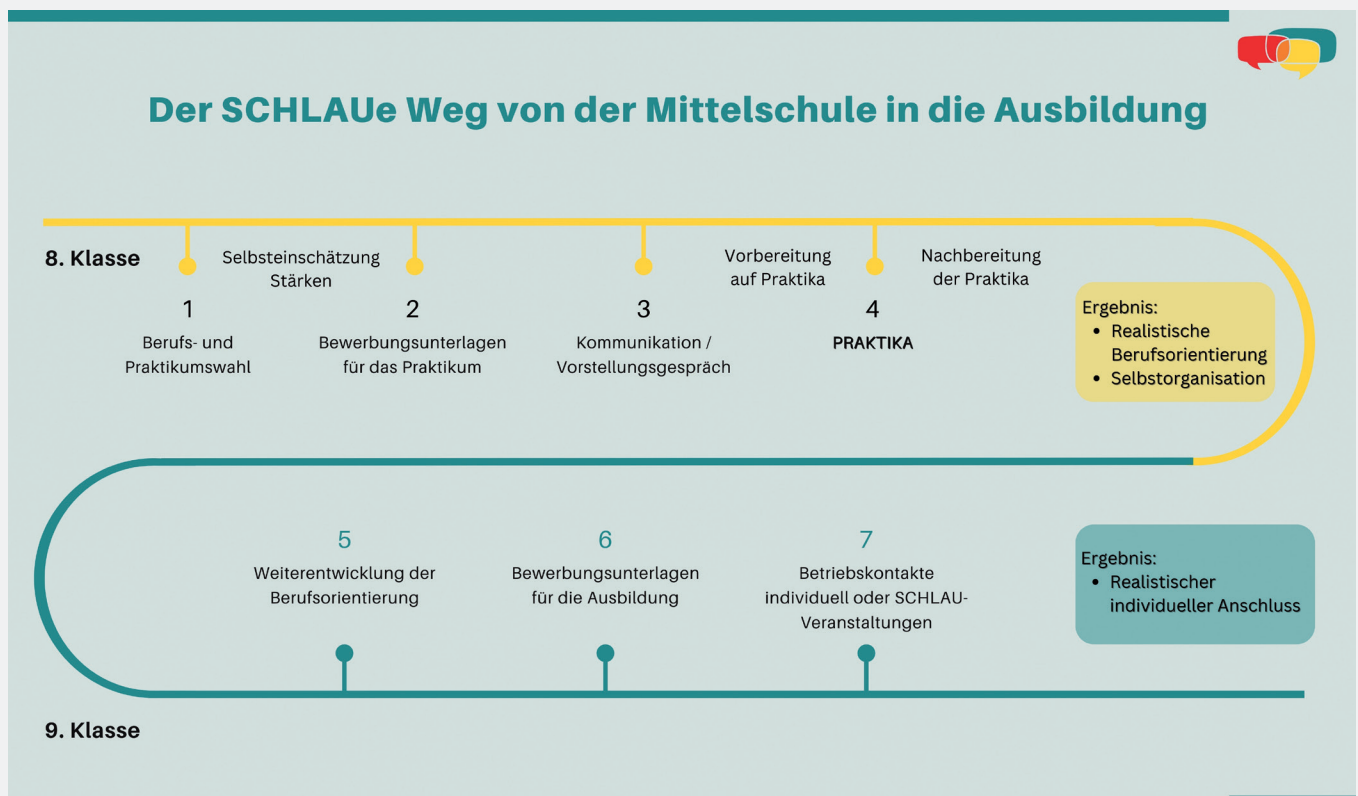 Der SCHLAUe Weg von der Mittelschule in die Ausbildung
8. Klasse
Selbsteinschätzung
Stärken
Vorbereitung
auf Praktika
Nachbereitung
der Praktika
1
Berufs- und
Praktikumswahl
2
Bewerbungsunterlagen
für das Praktikum
3
Kommunikation /
Vorstellungsgespräch
4
PRAKTIKA
Ergebnis:
• Realistische
Berufsorientierung
• Selbstorganisation
5
Weiterentwicklung der
Berufsorientierung
6
Bewerbungsunterlagen
für die Ausbildung
7
Betriebskontakte
individuell oder SCHLAU-
Veranstaltungen
Ergebnis:
• Realistischer
individueller Anschluss
9. Klasse